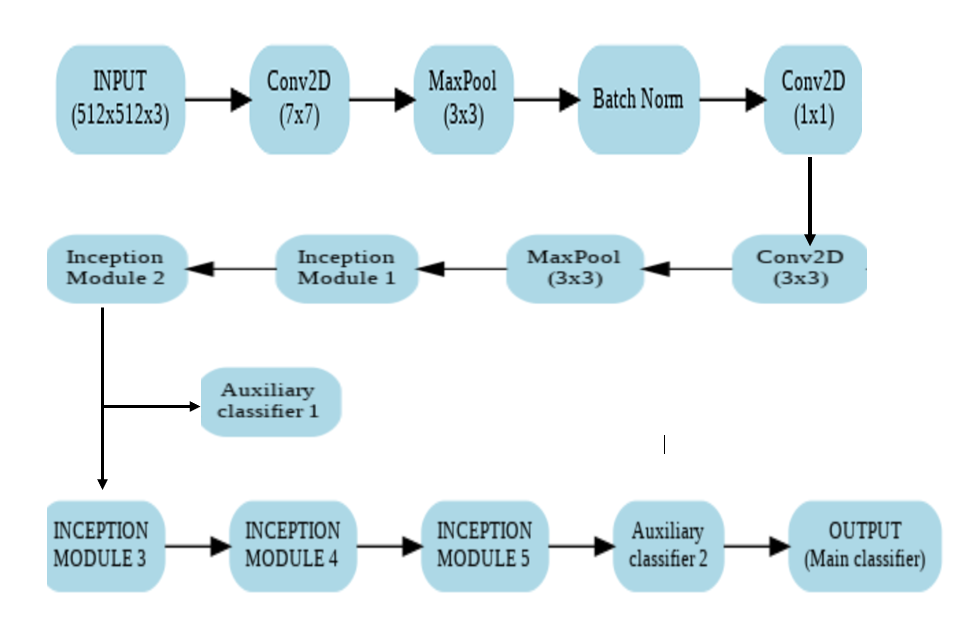 INPUT
(512x512x3)
Conv2D
(7x7)
MaxPool
(3x3)
Batch Norm
Conv2D
(1x1)
Conv2D
(3x3)
MaxPool
(3x3)
Inception
Module 1
Inception
Module 2
Auxiliary
classifier 1
INCEPTION
MODULE 3
INCEPTION
MODULE 4
INCEPTION
MODULE 5
Auxiliary
classifier 2
OUTPUT
(Main classifier)